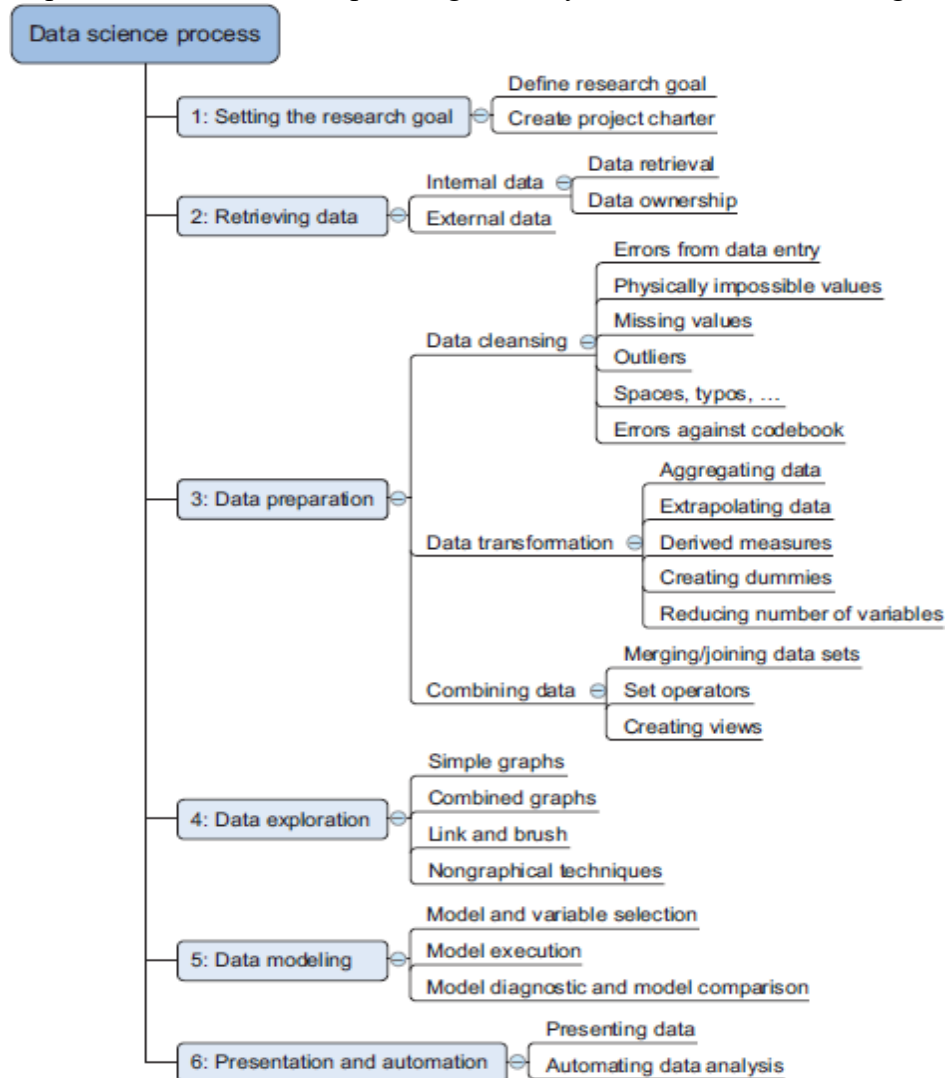 Data science process
1: Setting the research goal
Define research goal
Create project charter
2: Retrieving data
Internal data
Data retrieval
Data ownership
External data
3: Data preparation
Data cleansing
Errors from data entry
Physically impossible values
Missing values
Outliers
Spaces, typos, …
Errors against codebook
Data transformation
Aggregating data
Extrapolating data
Derived measures
Creating dummies
Reducing number of variables
Combining data
Merging/joining data sets
Set operators
Creating views
4: Data exploration
Simple graphs
Combined graphs
Link and brush
Nongraphical techniques
5: Data modeling
Model and variable selection
Model execution
Model diagnostic and model comparison
6: Presentation and automation
Presenting data
Automating data analysis